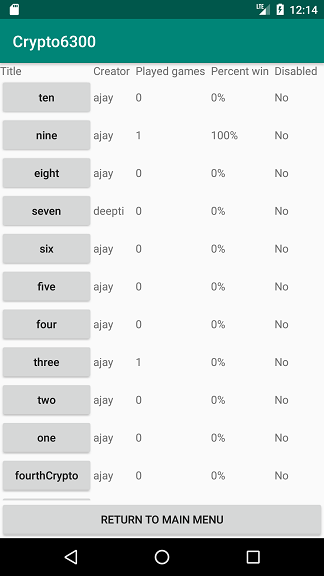 LTE 12:14
Crypto6300
Title Creator Played games Percent win Disabled
ten ajay 0 0% No
nine ajay 1 100% No
eight ajay 0 0% No
seven deepti 0 0% No
six ajay 0 0% No
five ajay 0 0% No
four ajay 0 0% No
three ajay 1 0% No
two ajay 0 0% No
one ajay 0 0% No
fourthCrypto ajay 0 0% No
RETURN TO MAIN MENU